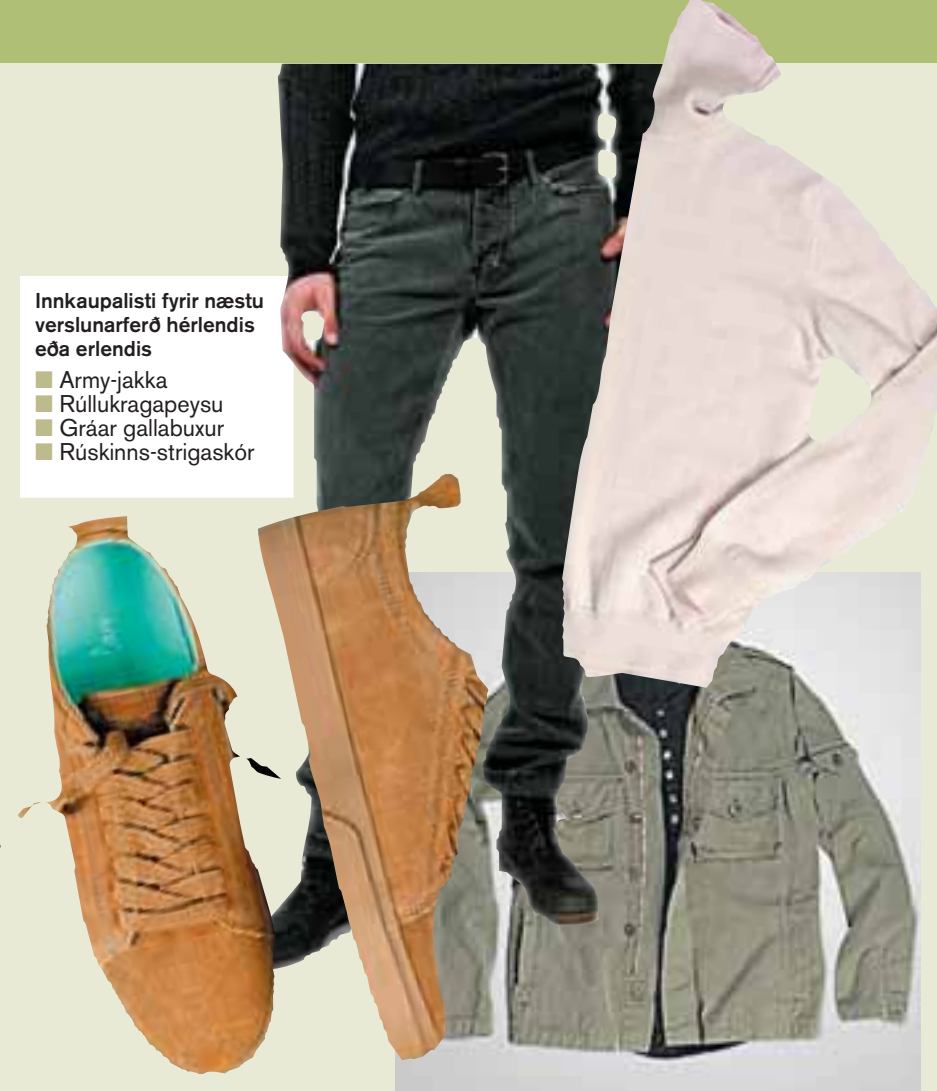 Innkaupalisti fyrir næstu
verslunarferð hérlendis
eða erlendis
Army-jakka
Rúllukragapeysu
Gráar gallabuxur
Rúskinns-strigaskór